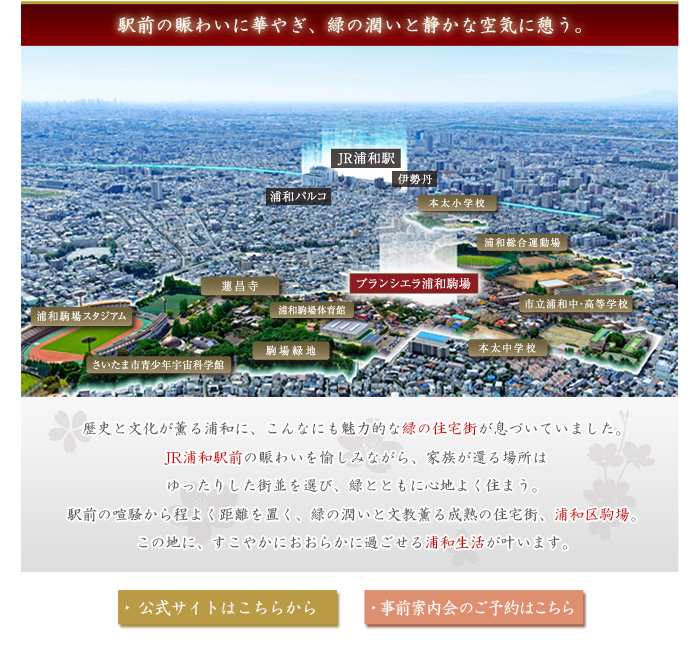 駅前の賑わいに華やぎ、緑の潤いと静かな空気に憩う。
JR浦和駅
伊勢丹
浦和パルコ
本太小学校
浦和総合運動場
蓮昌寺
ブランシエラ浦和駒場
市立浦和中・高等学校
浦和駒場スタジアム
浦和駒場体育館
駒場緑地
本太中学校
さいたま市青少年宇宙科学館
歴史と文化が薫る浦和に、こんなにも魅力的な緑の住宅街が息づいていました。
JR浦和駅前の賑わいを愉しみながら、家族が還る場所は
ゆったりした街並を選び、緑とともに心地よく住まう。
駅前の喧騒から程よく距離を置く、緑の潤いと文教薫る成熟の住宅街、浦和区駒場。
この地に、すこやかにおおらかに過ごせる浦和生活が叶います。
公式サイトはこちらから
事前案内会のご予約はこちら